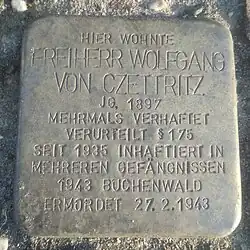 HIER WOHNTE
FREIHERR WOLFGANG
VON CZETTRITZ
JG. 1897
MEHRMALS VERHAFTET
VERURTEILT § 175
SEIT 1935 INHAFTIERT IN
MEHREREN GEFÄNGNISSEN
1943 BUCHENWALD
ERMORDET 27.2.1943